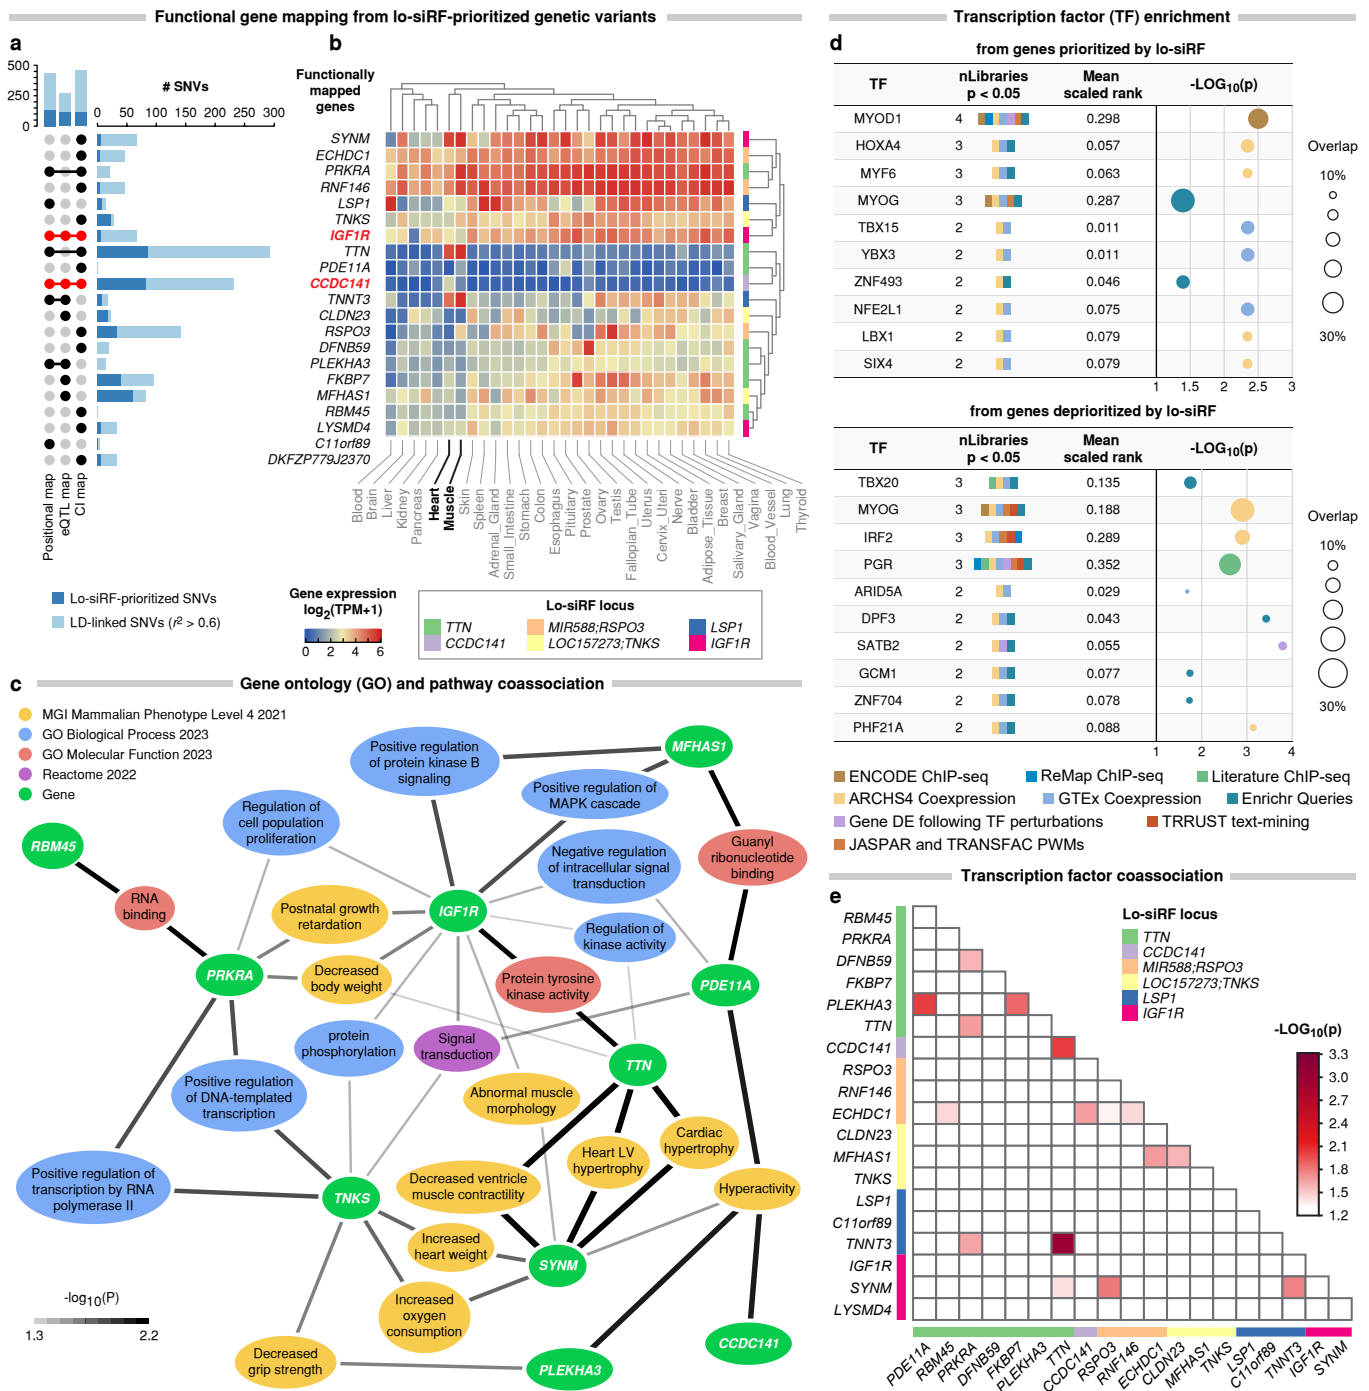 Functional gene mapping from lo-siRF-prioritized genetic variants
a
500
250
0
# SNVs
0 50 100 150 200 250 300
Positional map
eQTL map
CI map
Lo-siRF-prioritized SNVs
LD-linked SNVs (r² > 0.6)
b
Functionally
mapped
genes
SYNM
ECHDC1
PRKRA
RNF146
LSP1
TNKS
IGF1R
TTN
PDE11A
CCDC141
TNNT3
CLDN23
RSPO3
DFNB59
PLEKHA3
FKBP7
MFHAS1
RBM45
LYSMD4
C11orf89
DKFZP779J2370
Blood
Brain
Liver
Kidney
Pancreas
Heart
Muscle
Skin
Spleen
Adrenal_Gland
Small_Intestine
Stomach
Colon
Esophagus
Pituitary
Prostate
Ovary
Testis
Fallopian_Tube
Uterus
Cervix_Uteri
Nerve
Bladder
Adipose_Tissue
Breast
Salivary_Gland
Vagina
Blood_Vessel
Lung
Thyroid
Gene expression
log2(TPM+1)
0 2 4 6
Lo-siRF locus
TTN
MIR588;RSPO3
LSP1
CCDC141
LOC157273;TNKS
IGF1R
c
Gene ontology (GO) and pathway coassociation
MGI Mammalian Phenotype Level 4 2021
GO Biological Process 2023
GO Molecular Function 2023
Reactome 2022
Gene
Positive regulation
of protein kinase B
signaling
MFHAS1
Positive regulation of
MAPK cascade
Regulation of
cell population
proliferation
RBM45
Negative regulation
of intracellular signal
transduction
Guanyl
ribonucleotide
binding
RNA
binding
Postnatal growth
retardation
IGF1R
Regulation of
kinase activity
PRKRA
Decreased
body weight
Protein tyrosine
kinase activity
PDE11A
protein
phosphorylation
Signal
transduction
TTN
Positive regulation
of DNA-templated
transcription
Abnormal muscle
morphology
Cardiac
hypertrophy
Heart LV
hypertrophy
Positive regulation of
transcription by RNA
polymerase II
Decreased ventricle
muscle contractility
Hyperactivity
TNKS
Increased
heart weight
SYNM
Increased
oxygen
consumption
CCDC141
Decreased
grip strength
PLEKHA3
-log10(P)
1.3 2.2
Transcription factor (TF) enrichment
d
from genes prioritized by lo-siRF
TF
nLibraries
p < 0.05
Mean
scaled rank
-LOG10(p)
MYOD1 4 0.298
HOXA4 3 0.057
MYF6 3 0.063
MYOG 3 0.287
TBX15 2 0.011
YBX3 2 0.011
ZNF493 2 0.046
NFE2L1 2 0.075
LBX1 2 0.079
SIX4 2 0.079
1 1.5 2 2.5 3
Overlap
10%
30%
from genes deprioritized by lo-siRF
TF
nLibraries
p < 0.05
Mean
scaled rank
-LOG10(p)
TBX20 3 0.135
MYOG 3 0.188
IRF2 3 0.289
PGR 3 0.352
ARID5A 2 0.029
DPF3 2 0.043
SATB2 2 0.055
GCM1 2 0.077
ZNF704 2 0.078
PHF21A 2 0.088
1 2 3 4
Overlap
10%
30%
ENCODE ChIP-seq
ReMap ChIP-seq
Literature ChIP-seq
ARCHS4 Coexpression
GTEx Coexpression
Enrichr Queries
Gene DE following TF perturbations
TRRUST text-mining
JASPAR and TRANSFAC PWMs
Transcription factor coassociation
e
RBM45
PRKRA
DFNB59
FKBP7
PLEKHA3
TTN
CCDC141
RSPO3
RNF146
ECHDC1
CLDN23
MFHAS1
TNKS
LSP1
C11orf89
TNNT3
IGF1R
SYNM
LYSMD4
PDE11A
RBM45
PRKRA
DFNB59
FKBP7
PLEKHA3
TTN
CCDC141
RSPO3
RNF146
ECHDC1
CLDN23
MFHAS1
TNKS
LSP1
C11orf89
TNNT3
IGF1R
SYNM
Lo-siRF locus
TTN
CCDC141
MIR588;RSPO3
LOC157273;TNKS
LSP1
IGF1R
-LOG10(p)
3.3
3.0
2.7
2.4
2.1
1.8
1.5
1.2